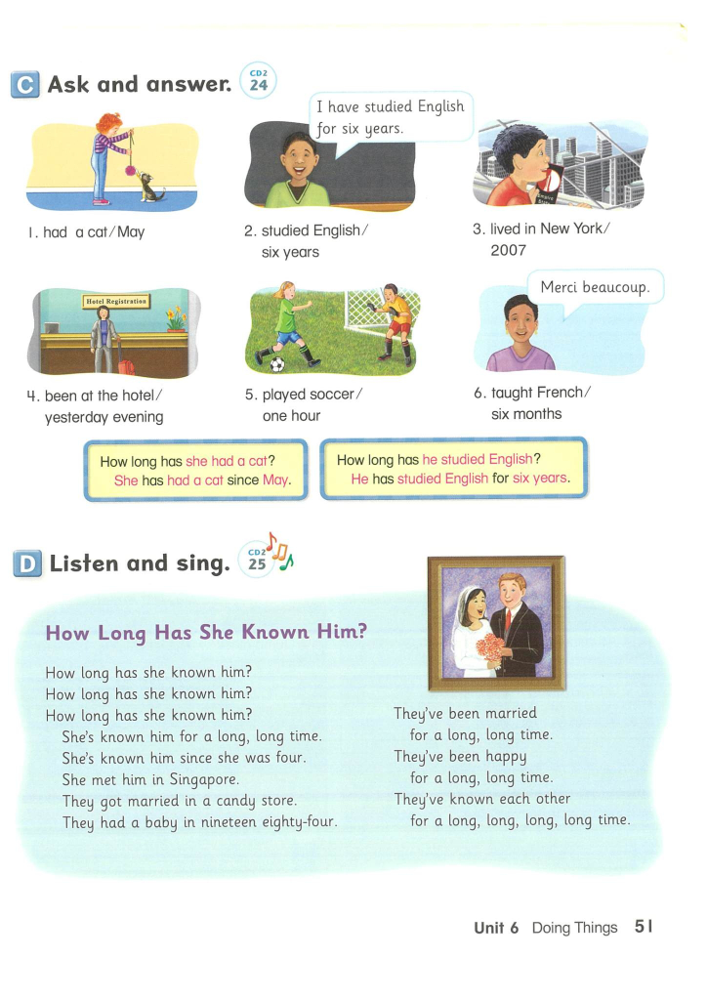 C Ask and answer. CD2 24
I have studied English
for six years.
1. had a cat/May
2. studied English/
six years
3. lived in New York/
2007
Hotel Registration
Merci beaucoup.
4. been at the hotel/
yesterday evening
5. played soccer/
one hour
6. taught French/
six months
How long has she had a cat?
She has had a cat since May.
How long has he studied English?
He has studied English for six years.
D Listen and sing. CD2 25
How Long Has She Known Him?
How long has she known him?
How long has she known him?
How long has she known him?
She's known him for a long, long time.
She's known him since she was four.
She met him in Singapore.
They got married in a candy store.
They had a baby in nineteen eighty-four.
They've been married
for a long, long time.
They've been happy
for a long, long time.
They've known each other
for a long, long, long, long time.
Unit 6 Doing Things 51